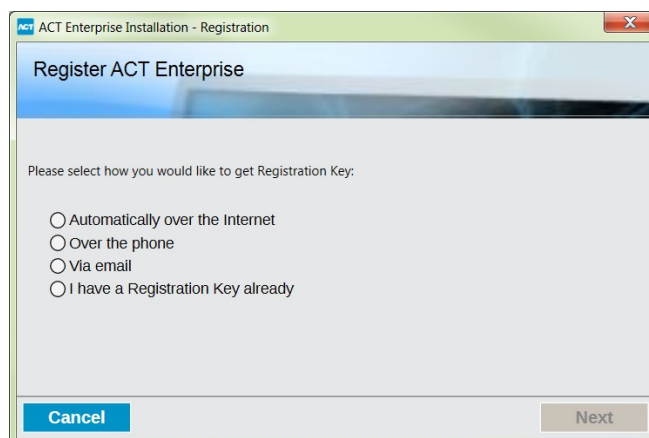 ACT ACT Enterprise Installation - Registration
X
Register ACT Enterprise
Please select how you would like to get Registration Key:
Automatically over the Internet
Over the phone
Via email
I have a Registration Key already
Cancel Next